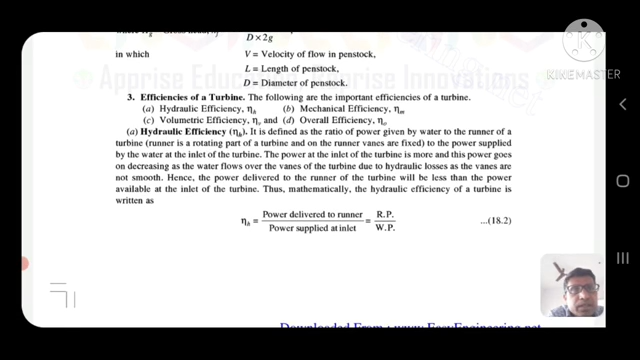 D × 2g
in which V = Velocity of flow in penstock,
L = Length of penstock,
D = Diameter of penstock.
3. Efficiencies of a Turbine. The following are the important efficiencies of a turbine.
(a) Hydraulic Efficiency, ηh (b) Mechanical Efficiency, ηm
(c) Volumetric Efficiency, ηv and (d) Overall Efficiency, ηo
(a) Hydraulic Efficiency (ηh). It is defined as the ratio of power given by water to the runner of a
turbine (runner is a rotating part of a turbine and on the runner vanes are fixed) to the power supplied
by the water at the inlet of the turbine. The power at the inlet of the turbine is more and this power goes
on decreasing as the water flows over the vanes of the turbine due to hydraulic losses as the vanes are
not smooth. Hence, the power delivered to the runner of the turbine will be less than the power
available at the inlet of the turbine. Thus, mathematically, the hydraulic efficiency of a turbine is
written as
ηh = Power delivered to runner / Power supplied at inlet = R.P. / W.P. ...(18.2)
Downloaded From : www.EasyEngineering.net
KINEMASTER